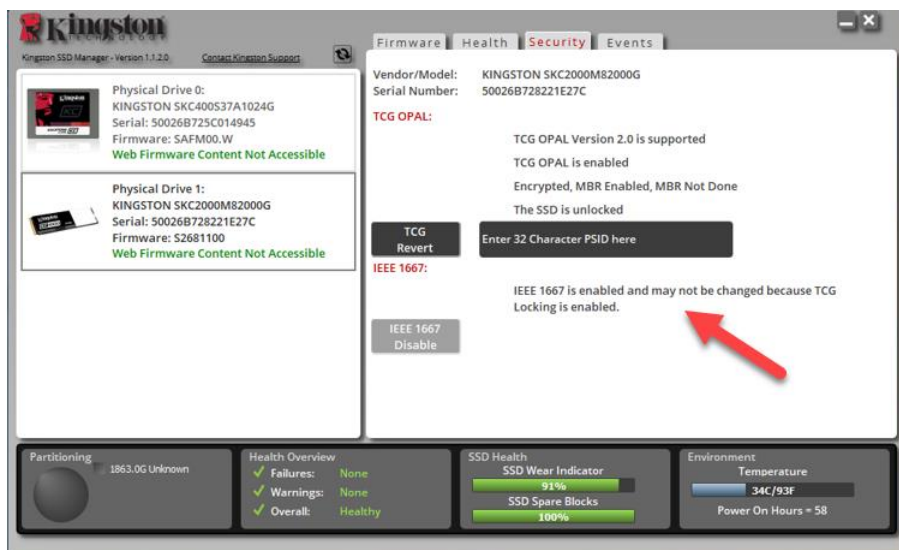 Kingston
TECHNOLOGY
Kingston SSD Manager - Version 1.1.2.0
Contact Kingston Support
Firmware
Health
Security
Events
Physical Drive 0:
KINGSTON SKC400S37A1024G
Serial: 50026B725C014945
Firmware: SAFM00.W
Web Firmware Content Not Accessible
Physical Drive 1:
KINGSTON SKC2000M82000G
Serial: 50026B728221E27C
Firmware: S2681100
Web Firmware Content Not Accessible
Vendor/Model: KINGSTON SKC2000M82000G
Serial Number: 50026B728221E27C
TCG OPAL:
TCG OPAL Version 2.0 is supported
TCG OPAL is enabled
Encrypted, MBR Enabled, MBR Not Done
The SSD is unlocked
TCG
Revert
Enter 32 Character PSID here
IEEE 1667:
IEEE 1667 is enabled and may not be changed because TCG
Locking is enabled.
IEEE 1667
Disable
Partitioning
1863.0G Unknown
Health Overview
Failures: None
Warnings: None
Overall: Healthy
SSD Health
SSD Wear Indicator
91%
SSD Spare Blocks
100%
Environment
Temperature
34C/93F
Power On Hours = 58